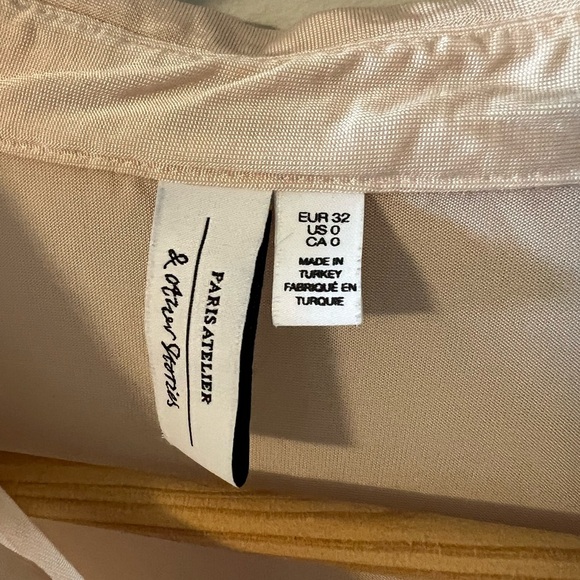 PARIS ATELIER
& Other Stories
EUR 32
US 0
CA 0
MADE IN
TURKEY
FABRIQUÉ EN
TURQUIE